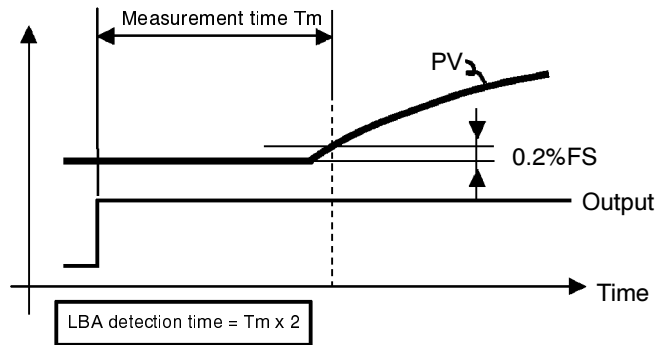 Measurement time Tm
PV
0.2%FS
Output
Time
LBA detection time = Tm x 2